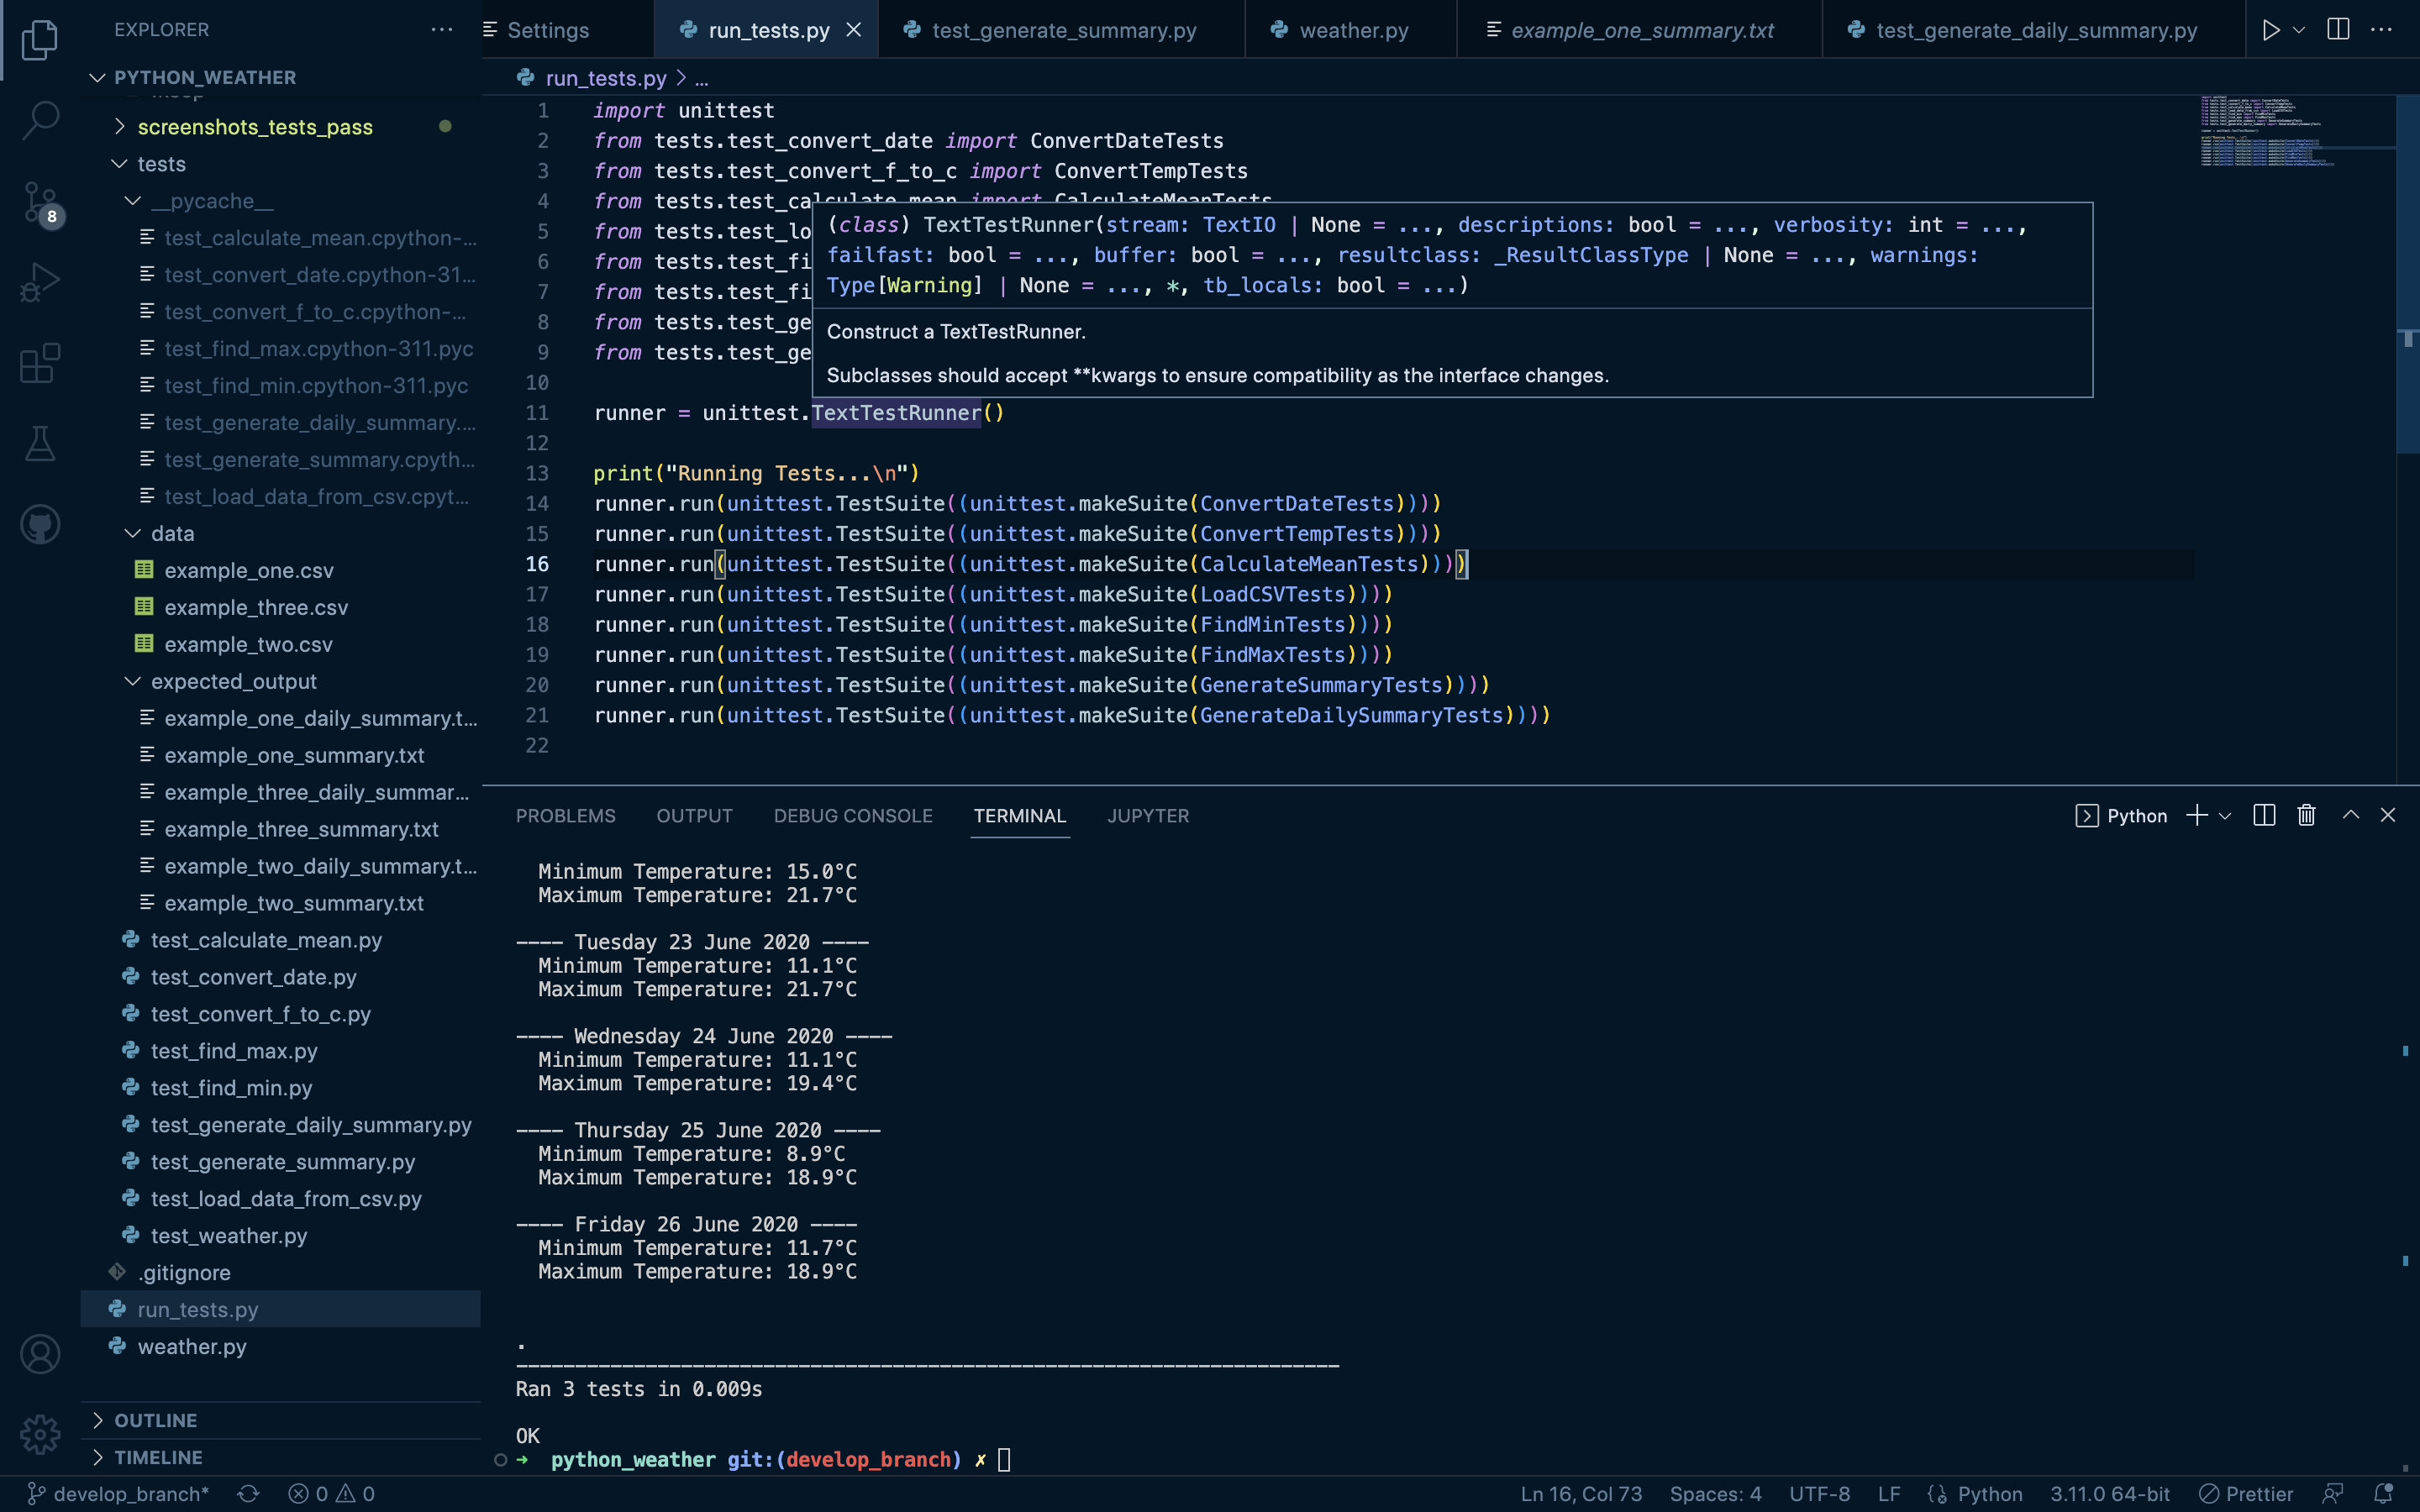 EXPLORER
Settings
run_tests.py
test_generate_summary.py
weather.py
example_one_summary.txt
test_generate_daily_summary.py
PYTHON_WEATHER
screenshots_tests_pass
tests
__pycache__
test_calculate_mean.cpython-...
test_convert_date.cpython-31...
test_convert_f_to_c.cpython-...
test_find_max.cpython-311.pyc
test_find_min.cpython-311.pyc
test_generate_daily_summary....
test_generate_summary.cpyth...
test_load_data_from_csv.cpyt...
data
example_one.csv
example_three.csv
example_two.csv
expected_output
example_one_daily_summary.t...
example_one_summary.txt
example_three_daily_summar...
example_three_summary.txt
example_two_daily_summary.t...
example_two_summary.txt
test_calculate_mean.py
test_convert_date.py
test_convert_f_to_c.py
test_find_max.py
test_find_min.py
test_generate_daily_summary.py
test_generate_summary.py
test_load_data_from_csv.py
test_weather.py
.gitignore
run_tests.py
weather.py
OUTLINE
TIMELINE
8
run_tests.py > ...
1 import unittest
2 from tests.test_convert_date import ConvertDateTests
3 from tests.test_convert_f_to_c import ConvertTempTests
4 from tests.test_calculate_mean import CalculateMeanTests
5 from tests.test_lo
6 from tests.test_fi
7 from tests.test_fi
8 from tests.test_ge
9 from tests.test_ge
(class) TextTestRunner(stream: TextIO | None = ..., descriptions: bool = ..., verbosity: int = ...,
failfast: bool = ..., buffer: bool = ..., resultclass: _ResultClassType | None = ..., warnings:
Type[Warning] | None = ..., *, tb_locals: bool = ...)
Construct a TextTestRunner.
Subclasses should accept **kwargs to ensure compatibility as the interface changes.
10
11 runner = unittest.TextTestRunner()
12
13 print("Running Tests...\n")
14 runner.run(unittest.TestSuite((unittest.makeSuite(ConvertDateTests))))
15 runner.run(unittest.TestSuite((unittest.makeSuite(ConvertTempTests))))
16 runner.run(unittest.TestSuite((unittest.makeSuite(CalculateMeanTests))))
17 runner.run(unittest.TestSuite((unittest.makeSuite(LoadCSVTests))))
18 runner.run(unittest.TestSuite((unittest.makeSuite(FindMinTests))))
19 runner.run(unittest.TestSuite((unittest.makeSuite(FindMaxTests))))
20 runner.run(unittest.TestSuite((unittest.makeSuite(GenerateSummaryTests))))
21 runner.run(unittest.TestSuite((unittest.makeSuite(GenerateDailySummaryTests))))
22
PROBLEMS OUTPUT DEBUG CONSOLE TERMINAL JUPYTER
Python
Minimum Temperature: 15.0°C
Maximum Temperature: 21.7°C
---- Tuesday 23 June 2020 ----
Minimum Temperature: 11.1°C
Maximum Temperature: 21.7°C
---- Wednesday 24 June 2020 ----
Minimum Temperature: 11.1°C
Maximum Temperature: 19.4°C
---- Thursday 25 June 2020 ----
Minimum Temperature: 8.9°C
Maximum Temperature: 18.9°C
---- Friday 26 June 2020 ----
Minimum Temperature: 11.7°C
Maximum Temperature: 18.9°C
.
----------------------------------------------------------------------
Ran 3 tests in 0.009s
OK
➜ python_weather git:(develop_branch) ✗
develop_branch* 0 0
Ln 16, Col 73 Spaces: 4 UTF-8 LF Python 3.11.0 64-bit Prettier